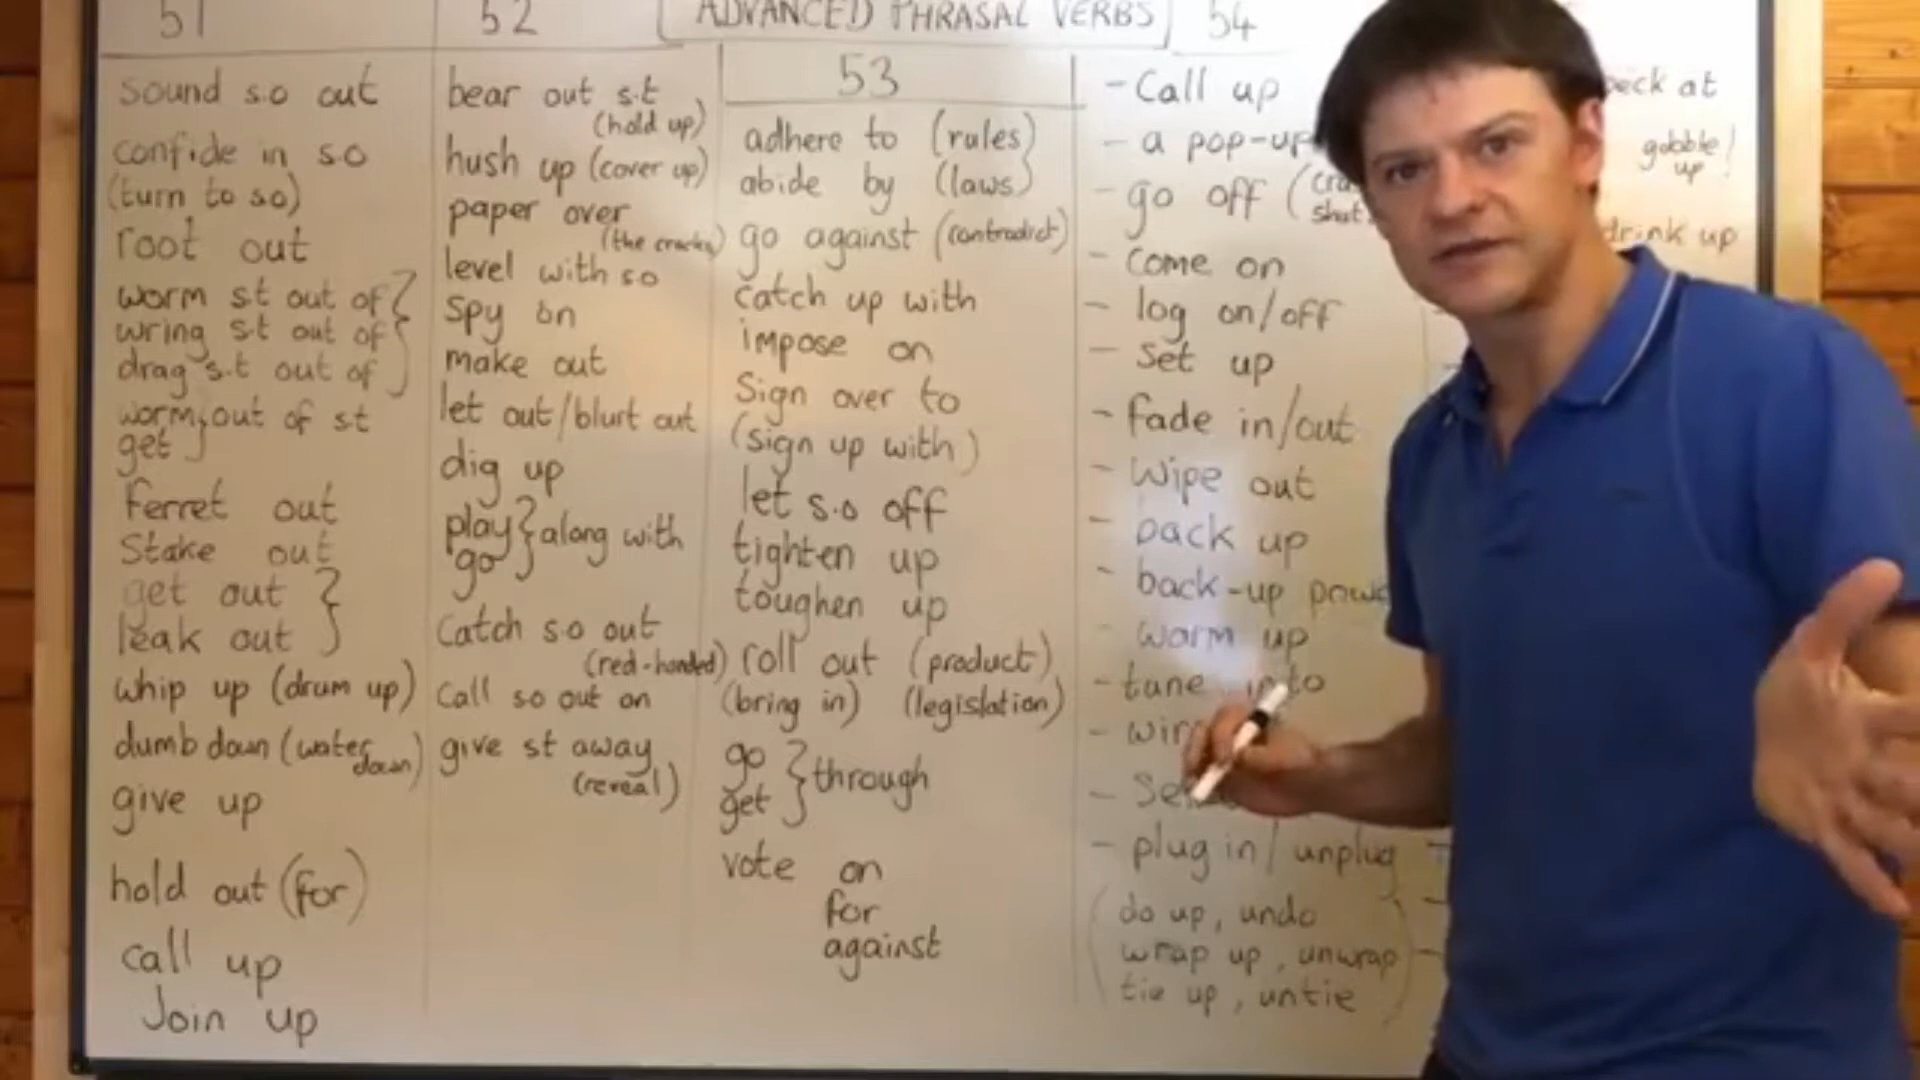 51
sound s.o out
confide in s.o
(turn to s.o)
root out
worm s.t out of
wring s.t out of
drag s.t out of
worm, out of st
get
ferret out
stake out
get out
leak out
whip up (drum up)
dumb down (water down)
give up
hold out (for)
call up
Join up
52
bear out s.t
(hold up)
hush up (cover up)
paper over
(the cracks)
level with s.o
spy on
make out
let out/blurt out
dig up
play } along with
go
catch s.o out
(red-handed)
call so out on
give st away
(reveal)
ADVANCED PHRASAL VERBS
53
adhere to (rules)
abide by (laws)
go against (contradict)
catch up with
impose on
Sign over to
(sign up with)
let s.o off
tighten up
toughen up
roll out (product)
(bring in) (legislation)
go } through
get
vote on
for
against
54
- Call up
- a pop-up
- go off (
- come on
- log on/off
- set up
- fade in/out
- wipe out
- back up
- back-up
- warm up
- tune into
- plug in / unplug
(do up, undo
wrap up, unwrap
tie up, untie)
at
gobble up!
drink up